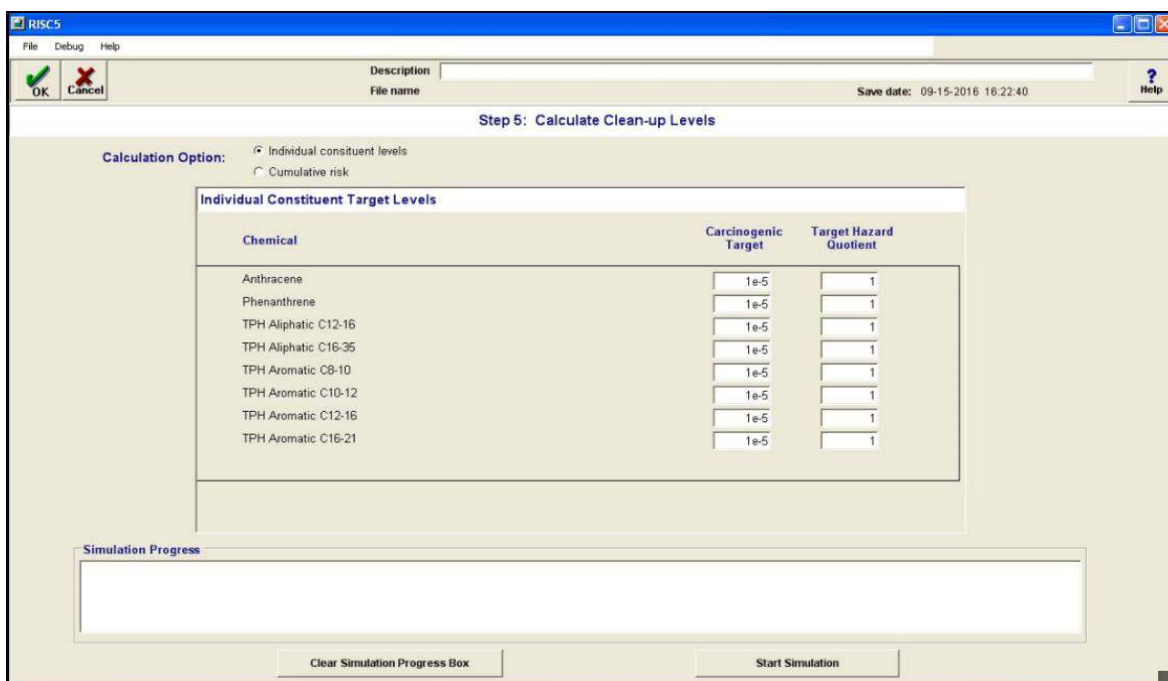 RISC5
File Debug Help
OK Cancel
Description
File name Save date: 09-15-2016 16:22:40
? Help
Step 5: Calculate Clean-up Levels
Calculation Option:
Individual consituent levels
Cumulative risk
Individual Constituent Target Levels
Chemical Carcinogenic Target Target Hazard Quotient
Anthracene 1e-5 1
Phenanthrene 1e-5 1
TPH Aliphatic C12-16 1e-5 1
TPH Aliphatic C16-35 1e-5 1
TPH Aromatic C8-10 1e-5 1
TPH Aromatic C10-12 1e-5 1
TPH Aromatic C12-16 1e-5 1
TPH Aromatic C16-21 1e-5 1
Simulation Progress
Clear Simulation Progress Box Start Simulation